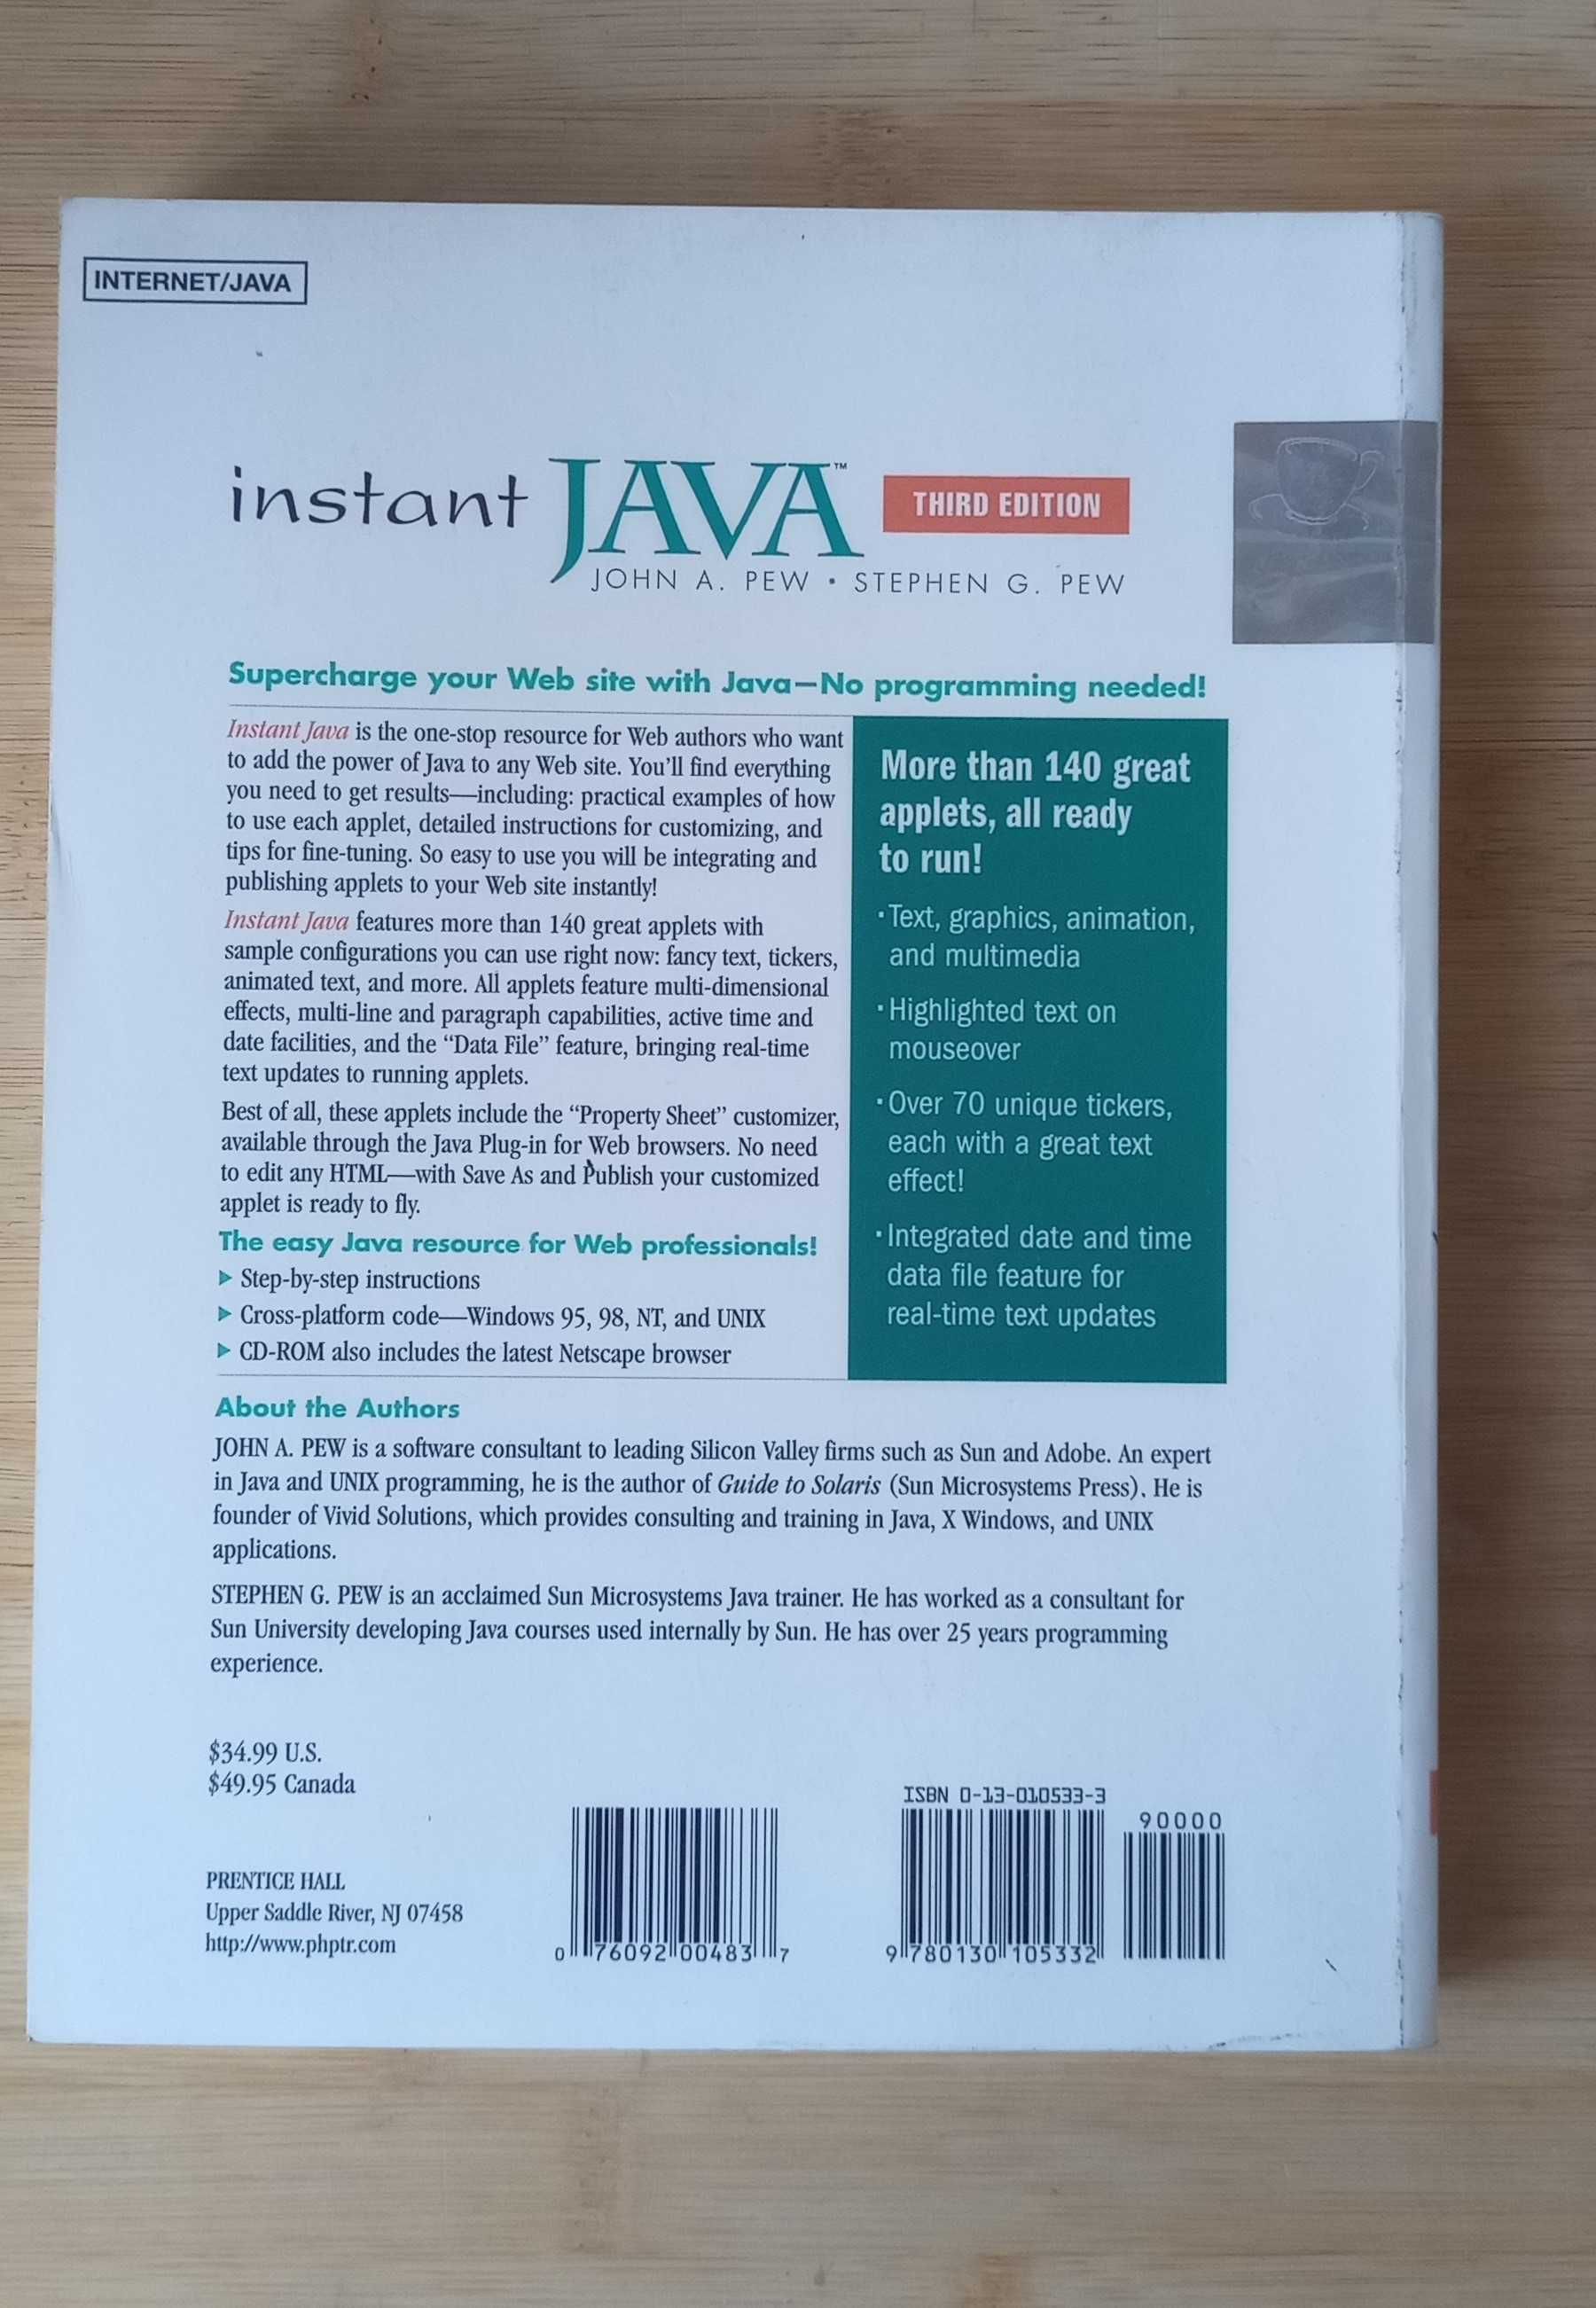 INTERNET/JAVA
instant JAVA™ THIRD EDITION
JOHN A. PEW • STEPHEN G. PEW
Supercharge your Web site with Java—No programming needed!
Instant Java is the one-stop resource for Web authors who want
to add the power of Java to any Web site. You'll find everything
you need to get results—including: practical examples of how
to use each applet, detailed instructions for customizing, and
tips for fine-tuning. So easy to use you will be integrating and
publishing applets to your Web site instantly!
Instant Java features more than 140 great applets with
sample configurations you can use right now: fancy text, tickers,
animated text, and more. All applets feature multi-dimensional
effects, multi-line and paragraph capabilities, active time and
date facilities, and the “Data File” feature, bringing real-time
text updates to running applets.
Best of all, these applets include the “Property Sheet” customizer,
available through the Java Plug-in for Web browsers. No need
to edit any HTML—with Save As and Publish your customized
applet is ready to fly.
The easy Java resource for Web professionals!
▶ Step-by-step instructions
▶ Cross-platform code—Windows 95, 98, NT, and UNIX
▶ CD-ROM also includes the latest Netscape browser
More than 140 great
applets, all ready
to run!
• Text, graphics, animation,
and multimedia
• Highlighted text on
mouseover
• Over 70 unique tickers,
each with a great text
effect!
• Integrated date and time
data file feature for
real-time text updates
About the Authors
JOHN A. PEW is a software consultant to leading Silicon Valley firms such as Sun and Adobe. An expert
in Java and UNIX programming, he is the author of Guide to Solaris (Sun Microsystems Press). He is
founder of Vivid Solutions, which provides consulting and training in Java, X Windows, and UNIX
applications.
STEPHEN G. PEW is an acclaimed Sun Microsystems Java trainer. He has worked as a consultant for
Sun University developing Java courses used internally by Sun. He has over 25 years programming
experience.
$34.99 U.S.
$49.95 Canada
PRENTICE HALL
Upper Saddle River, NJ 07458
http://www.phptr.com
0 76092 00483 7
ISBN 0-13-010533-3
90000
9 780130 105332